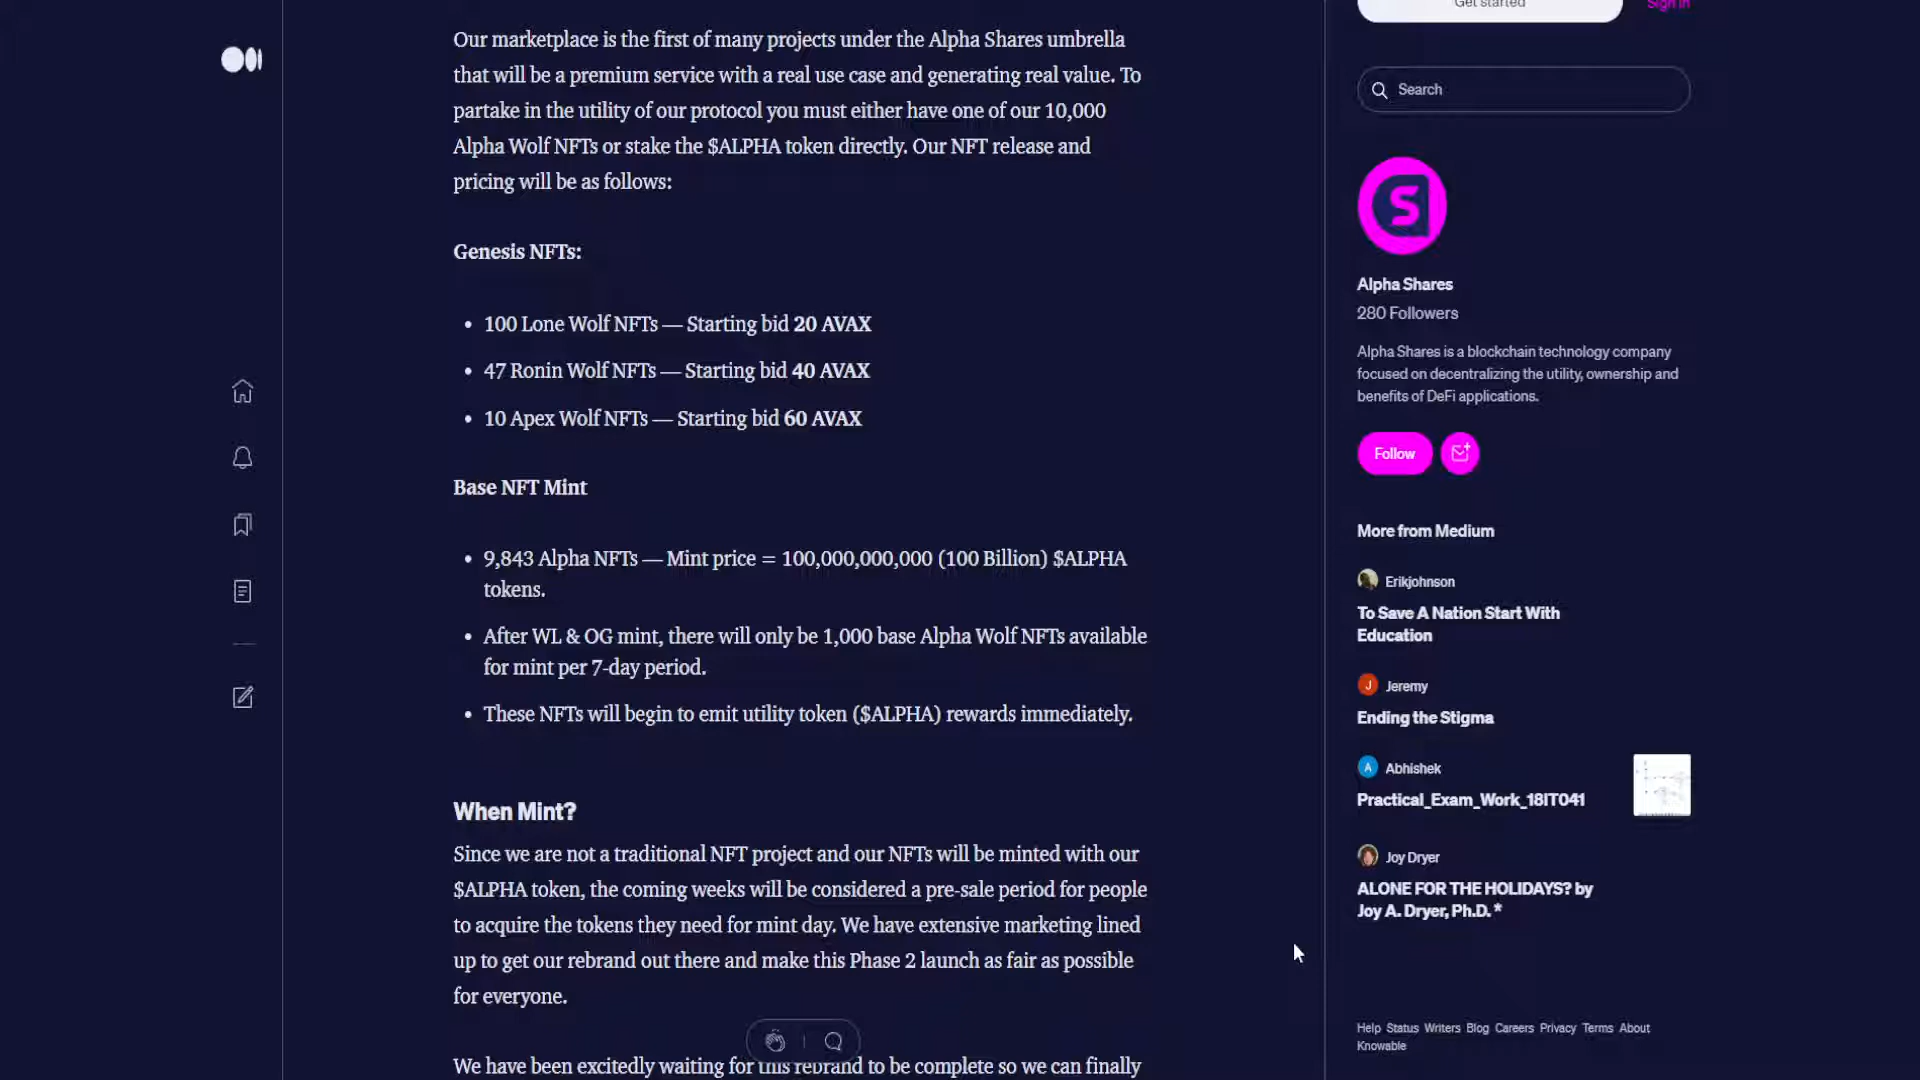 Our marketplace is the first of many projects under the Alpha Shares umbrella
that will be a premium service with a real use case and generating real value. To
partake in the utility of our protocol you must either have one of our 10,000
Alpha Wolf NFTs or stake the $ALPHA token directly. Our NFT release and
pricing will be as follows:
Genesis NFTs:
• 100 Lone Wolf NFTs — Starting bid 20 AVAX
• 47 Ronin Wolf NFTs — Starting bid 40 AVAX
• 10 Apex Wolf NFTs — Starting bid 60 AVAX
Base NFT Mint
• 9,843 Alpha NFTs — Mint price = 100,000,000,000 (100 Billion) $ALPHA
tokens.
• After WL & OG mint, there will only be 1,000 base Alpha Wolf NFTs available
for mint per 7-day period.
• These NFTs will begin to emit utility token ($ALPHA) rewards immediately.
When Mint?
Since we are not a traditional NFT project and our NFTs will be minted with our
$ALPHA token, the coming weeks will be considered a pre-sale period for people
to acquire the tokens they need for mint day. We have extensive marketing lined
up to get our rebrand out there and make this Phase 2 launch as fair as possible
for everyone.
We have been excitedly waiting for this rebrand to be complete so we can finally
Get started
Sign In
Search
S
Alpha Shares
280 Followers
Alpha Shares is a blockchain technology company
focused on decentralizing the utility, ownership and
benefits of DeFi applications.
Follow
More from Medium
Erikjohnson
To Save A Nation Start With
Education
J Jeremy
Ending the Stigma
A Abhishek
Practical_Exam_Work_18IT041
Joy Dryer
ALONE FOR THE HOLIDAYS? by
Joy A. Dryer, Ph.D. *
Help Status Writers Blog Careers Privacy Terms About
Knowable